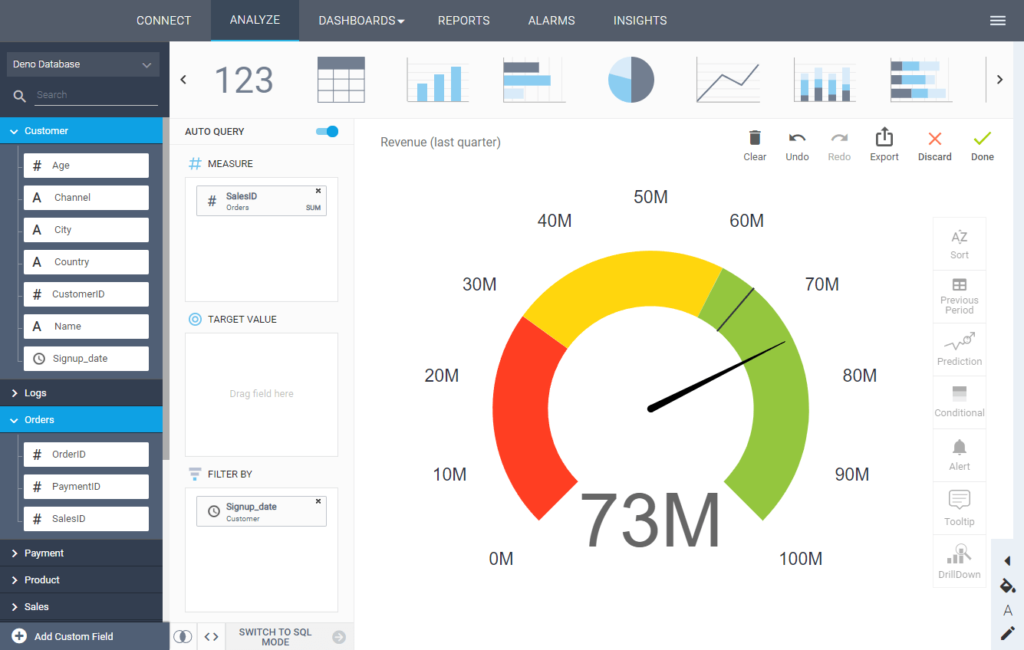 CONNECT
ANALYZE
DASHBOARDS
REPORTS
ALARMS
INSIGHTS
Deno Database
Search
Customer
# Age
A Channel
A City
A Country
# CustomerID
A Name
Signup_date
Logs
Orders
# OrderID
# PaymentID
# SalesID
Payment
Product
Sales
Add Custom Field
123
AUTO QUERY
# MEASURE
# SalesID
Orders
SUM
TARGET VALUE
Drag field here
FILTER BY
Signup_date
Customer
<> SWITCH TO SQL
MODE
Revenue (last quarter)
Clear
Undo
Redo
Export
Discard
Done
0M
10M
20M
30M
40M
50M
60M
70M
80M
90M
100M
73M
AZ
Sort
Previous
Period
Prediction
Conditional
Alert
Tooltip
DrillDown
A